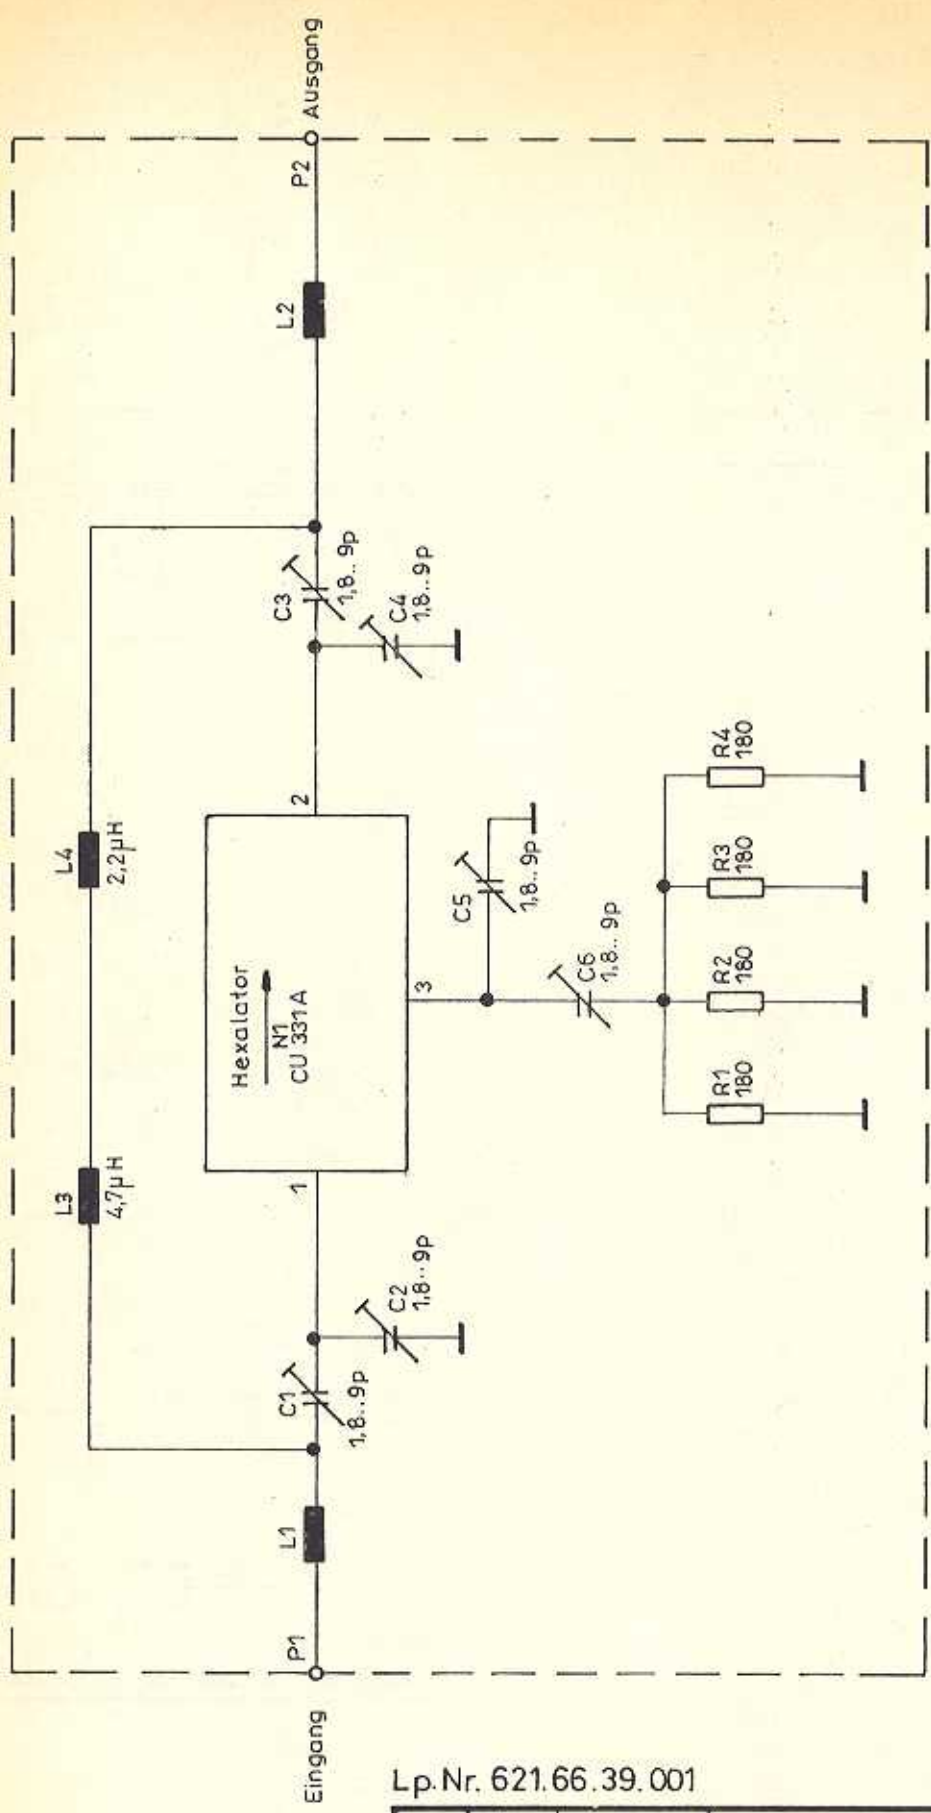 Eingang
P1
L1
C1
1,8..9p
C2
1,8..9p
L3
4,7µH
L4
2,2µH
Hexalator
N1
CU 331A
1
2
3
C3
1,8..9p
C4
1,8..9p
L2
P2
Ausgang
C5
1,8..9p
C6
1,8..9p
R1
180
R2
180
R3
180
R4
180
Lp.Nr. 621.66.39.001